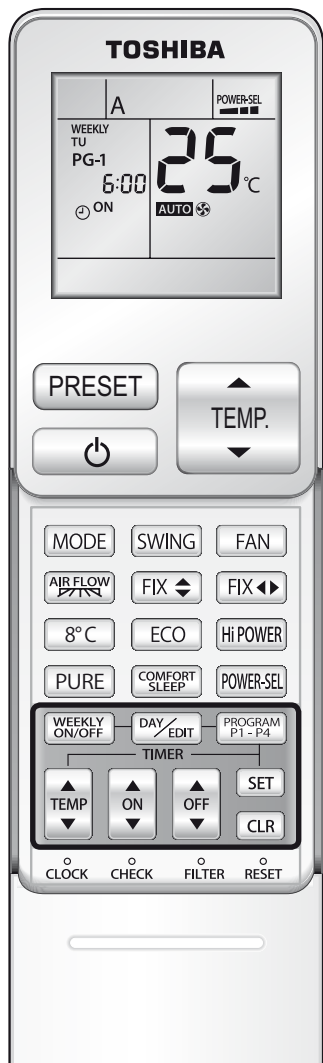 TOSHIBA
A POWER-SEL
WEEKLY
TU
PG-1
6:00
ON
25°C
AUTO
PRESET
TEMP.
MODE SWING FAN
AIR FLOW FIX FIX
8°C ECO Hi POWER
PURE COMFORT SLEEP POWER-SEL
WEEKLY ON/OFF DAY/EDIT PROGRAM P1 - P4
TIMER
TEMP ON OFF SET
CLR
CLOCK CHECK FILTER RESET